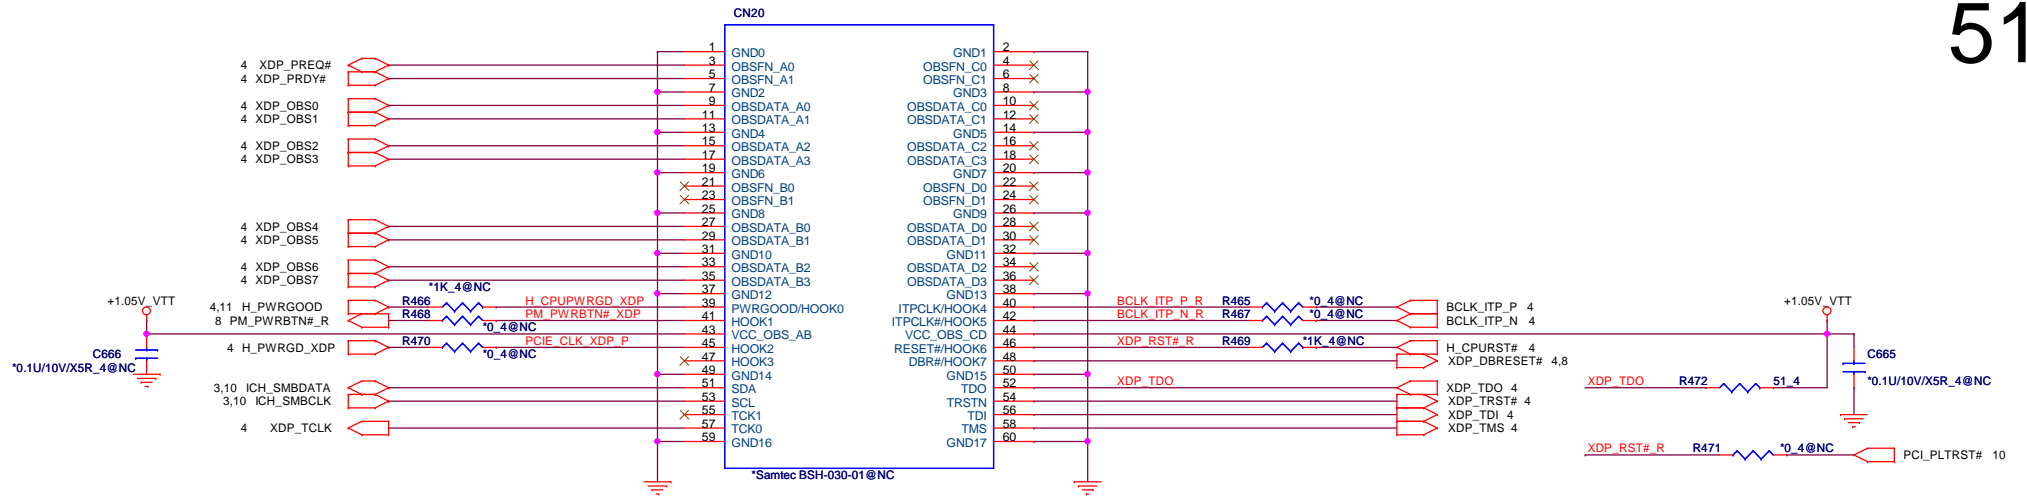 51
CN20
1 GND0 GND1 2
4 XDP_PREQ# 3 OBSFN_A0 OBSFN_C0 4
4 XDP_PRDY# 5 OBSFN_A1 OBSFN_C1 6
7 GND2 GND3 8
4 XDP_OBS0 9 OBSDATA_A0 OBSDATA_C0 10
4 XDP_OBS1 11 OBSDATA_A1 OBSDATA_C1 12
13 GND4 GND5 14
4 XDP_OBS2 15 OBSDATA_A2 OBSDATA_C2 16
4 XDP_OBS3 17 OBSDATA_A3 OBSDATA_C3 18
19 GND6 GND7 20
21 OBSFN_B0 OBSFN_D0 22
23 OBSFN_B1 OBSFN_D1 24
25 GND8 GND9 26
4 XDP_OBS4 27 OBSDATA_B0 OBSDATA_D0 28
4 XDP_OBS5 29 OBSDATA_B1 OBSDATA_D1 30
31 GND10 GND11 32
4 XDP_OBS6 33 OBSDATA_B2 OBSDATA_D2 34
4 XDP_OBS7 35 OBSDATA_B3 OBSDATA_D3 36
*1K_4@NC 37 GND12 GND13 38
+1.05V_VTT 4,11 H_PWRGOOD R466 H_CPUPWRGD_XDP 39 PWRGOOD/HOOK0 ITPCLK/HOOK4 40 BCLK_ITP_P_R R465 *0_4@NC BCLK_ITP_P 4 +1.05V_VTT
8 PM_PWRBTN#_R R468 PM_PWRBTN#_XDP 41 HOOK1 ITPCLK#/HOOK5 42 BCLK_ITP_N_R R467 *0_4@NC BCLK_ITP_N 4
*0_4@NC 43 VCC_OBS_AB VCC_OBS_CD 44
4 H_PWRGD_XDP R470 PCIE_CLK_XDP_P 45 HOOK2 RESET#/HOOK6 46 XDP_RST#_R R469 *1K_4@NC H_CPURST# 4
C666 *0_4@NC 47 HOOK3 DBR#/HOOK7 48 XDP_DBRESET# 4,8 C665
*0.1U/10V/X5R_4@NC 49 GND14 GND15 50 *0.1U/10V/X5R_4@NC
3,10 ICH_SMBDATA 51 SDA TDO 52 XDP_TDO XDP_TDO 4 XDP_TDO R472 51_4
3,10 ICH_SMBCLK 53 SCL TRSTN 54 XDP_TRST# 4
55 TCK1 TDI 56 XDP_TDI 4
4 XDP_TCLK 57 TCK0 TMS 58 XDP_TMS 4
59 GND16 GND17 60
XDP_RST#_R R471 *0_4@NC PCI_PLTRST# 10
*Samtec BSH-030-01@NC